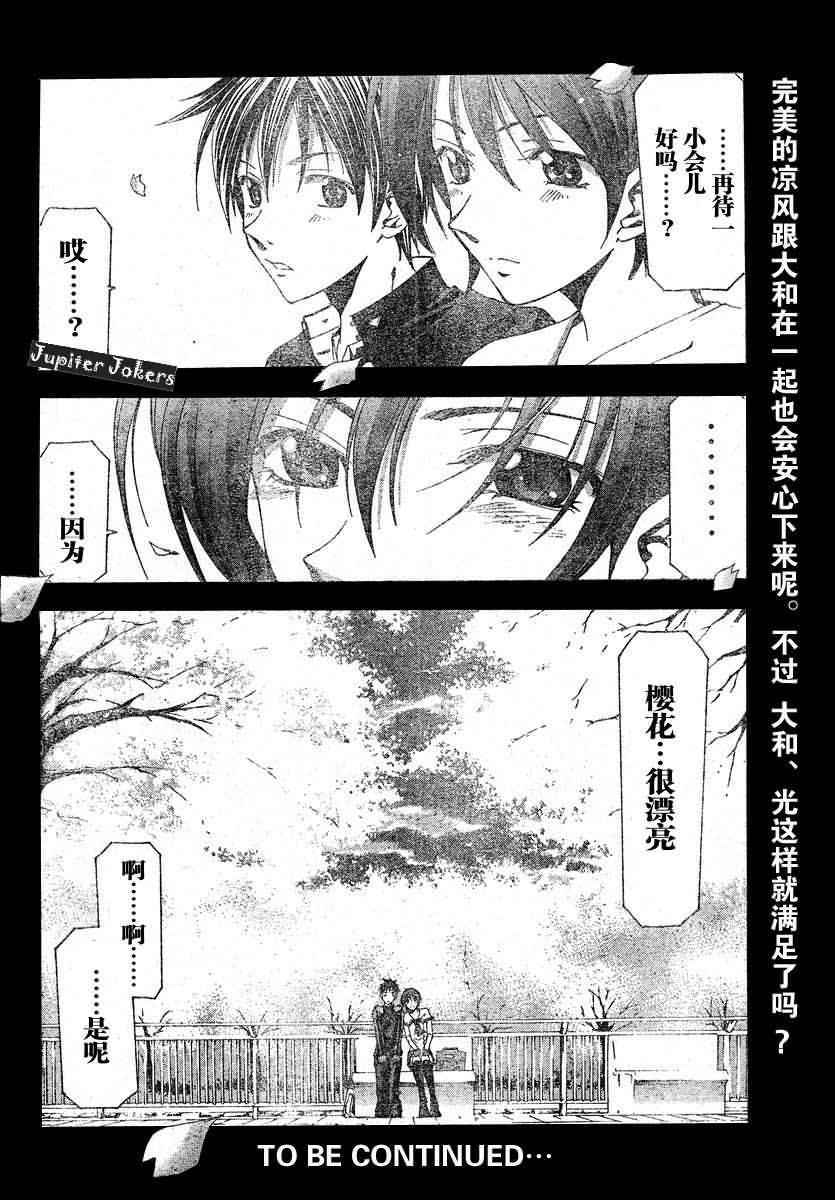 ……再待一
小会儿
好吗……？
哎……？
Jupiter Jokers
………
……因为
樱花…很漂亮
啊……啊……
……是呢
完美的凉风跟大和在一起也会安心下来呢。不过 大和、光这样就满足了吗？
TO BE CONTINUED…